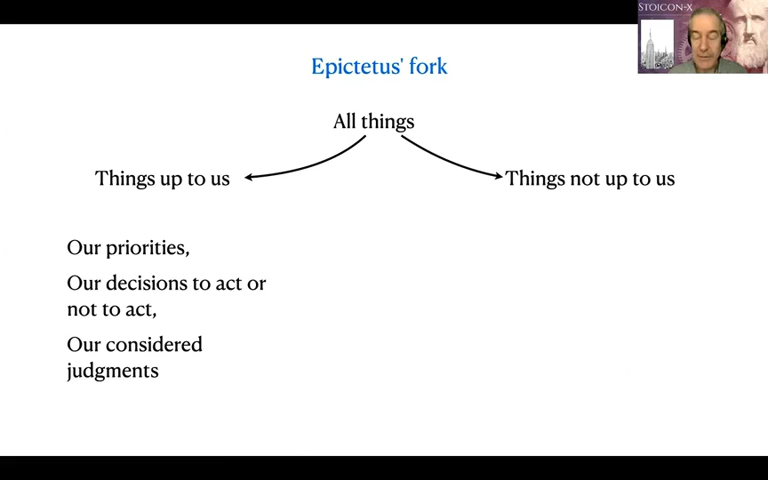 STOICON-X
Epictetus' fork
All things
Things up to us
Things not up to us
Our priorities,
Our decisions to act or
not to act,
Our considered
judgments